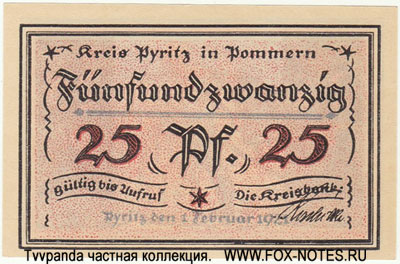 Kreis Pyritz in Pommern
Fünfundzwanzig
25 Pf. 25
Gültig bis Aufruf Die Kreisbank:
Pyritz den 1. Februar
Tvvpanda частная коллекция. WWW.FOX-NOTES.RU